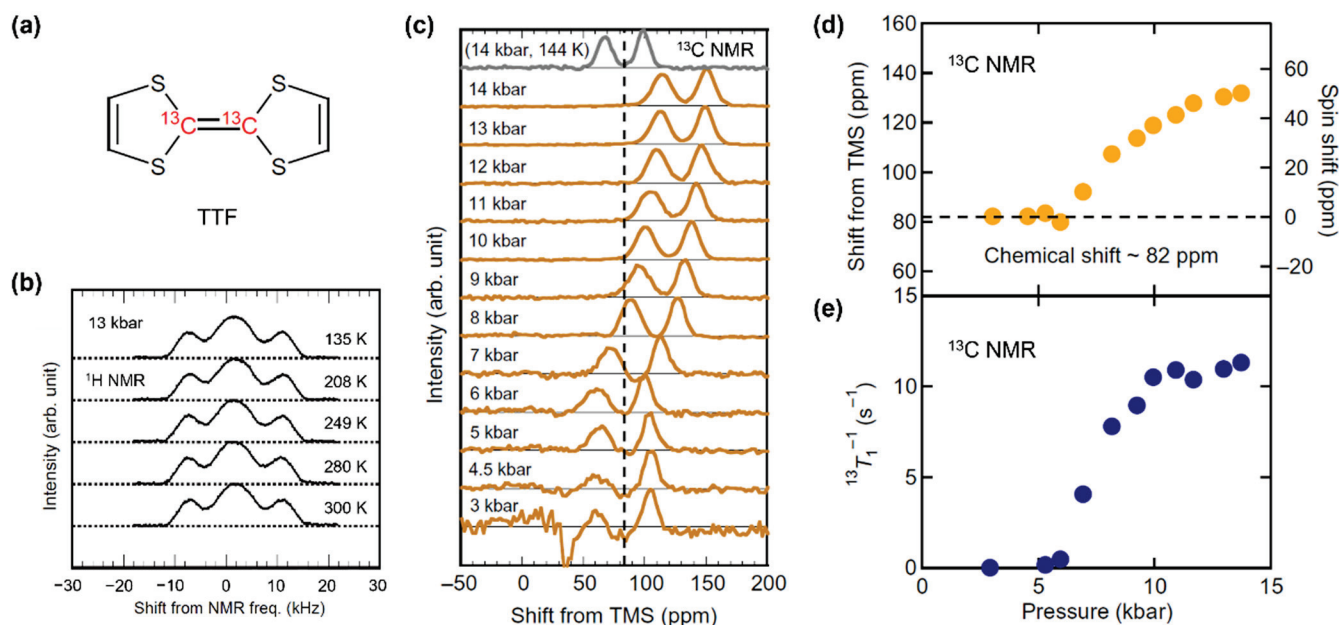 (a)
S
S
13C
13C
S
S
TTF
(b)
13 kbar
135 K
¹H NMR
208 K
249 K
280 K
300 K
Intensity (arb. unit)
−30
−20
−10
0
10
20
30
Shift from NMR freq. (kHz)
(c)
(14 kbar, 144 K)
¹³C NMR
14 kbar
13 kbar
12 kbar
11 kbar
10 kbar
9 kbar
8 kbar
7 kbar
6 kbar
5 kbar
4.5 kbar
3 kbar
Intensity (arb. unit)
−50
0
50
100
150
200
Shift from TMS (ppm)
(d)
160
140
120
100
80
60
Shift from TMS (ppm)
¹³C NMR
60
40
20
0
−20
Spin shift (ppm)
Chemical shift ~ 82 ppm
(e)
15
10
5
0
¹³T₁⁻¹ (s⁻¹)
¹³C NMR
0
5
10
15
Pressure (kbar)